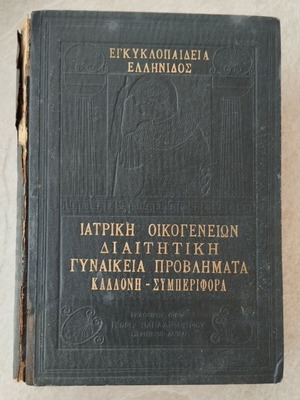 ΕΓΚΥΚΛΟΠΑΙΔΕΙΑ
ΕΛΛΗΝΙΔΟΣ
ΙΑΤΡΙΚΗ ΟΙΚΟΓΕΝΕΙΩΝ
ΔΙΑΙΤΗΤΙΚΗ
ΓΥΝΑΙΚΕΙΑ ΠΡΟΒΛΗΜΑΤΑ
ΚΑΛΛΟΝΗ - ΣΥΜΠΕΡΙΦΟΡΑ